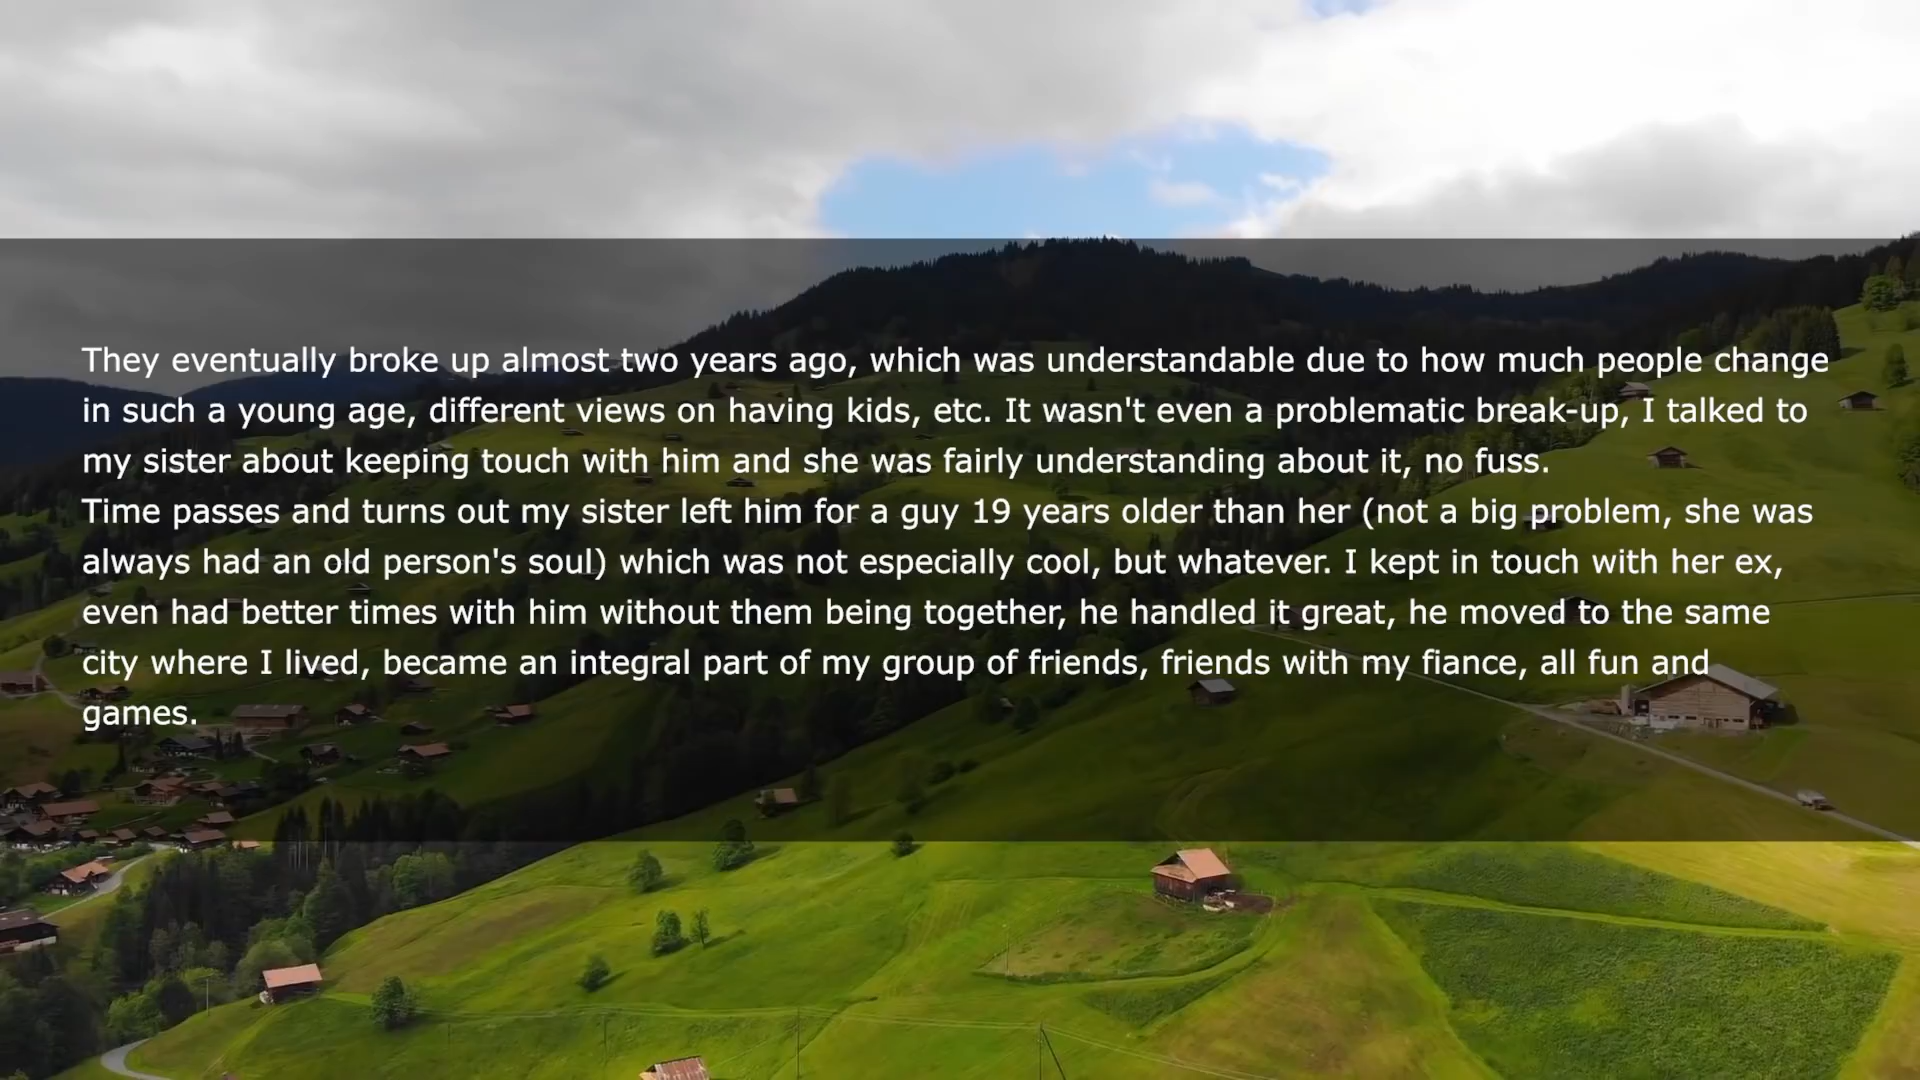 They eventually broke up almost two years ago, which was understandable due to how much people change
in such a young age, different views on having kids, etc. It wasn't even a problematic break-up, I talked to
my sister about keeping touch with him and she was fairly understanding about it, no fuss.
Time passes and turns out my sister left him for a guy 19 years older than her (not a big problem, she was
always had an old person's soul) which was not especially cool, but whatever. I kept in touch with her ex,
even had better times with him without them being together, he handled it great, he moved to the same
city where I lived, became an integral part of my group of friends, friends with my fiance, all fun and
games.